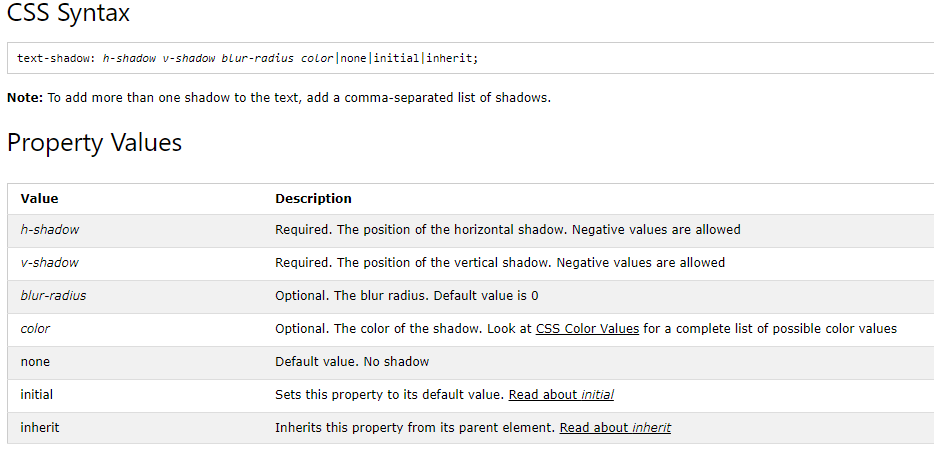 CSS Syntax
text-shadow: h-shadow v-shadow blur-radius color|none|initial|inherit;
Note: To add more than one shadow to the text, add a comma-separated list of shadows.
Property Values
Value Description
h-shadow Required. The position of the horizontal shadow. Negative values are allowed
v-shadow Required. The position of the vertical shadow. Negative values are allowed
blur-radius Optional. The blur radius. Default value is 0
color Optional. The color of the shadow. Look at CSS Color Values for a complete list of possible color values
none Default value. No shadow
initial Sets this property to its default value. Read about initial
inherit Inherits this property from its parent element. Read about inherit